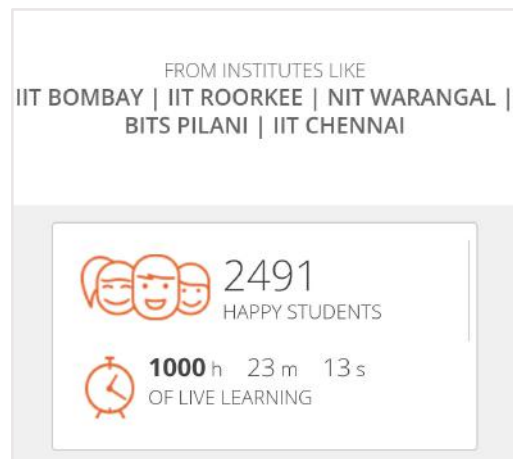 FROM INSTITUTES LIKE
IIT BOMBAY | IIT ROORKEE | NIT WARANGAL |
BITS PILANI | IIT CHENNAI
2491
HAPPY STUDENTS
1000 h 23 m 13 s
OF LIVE LEARNING